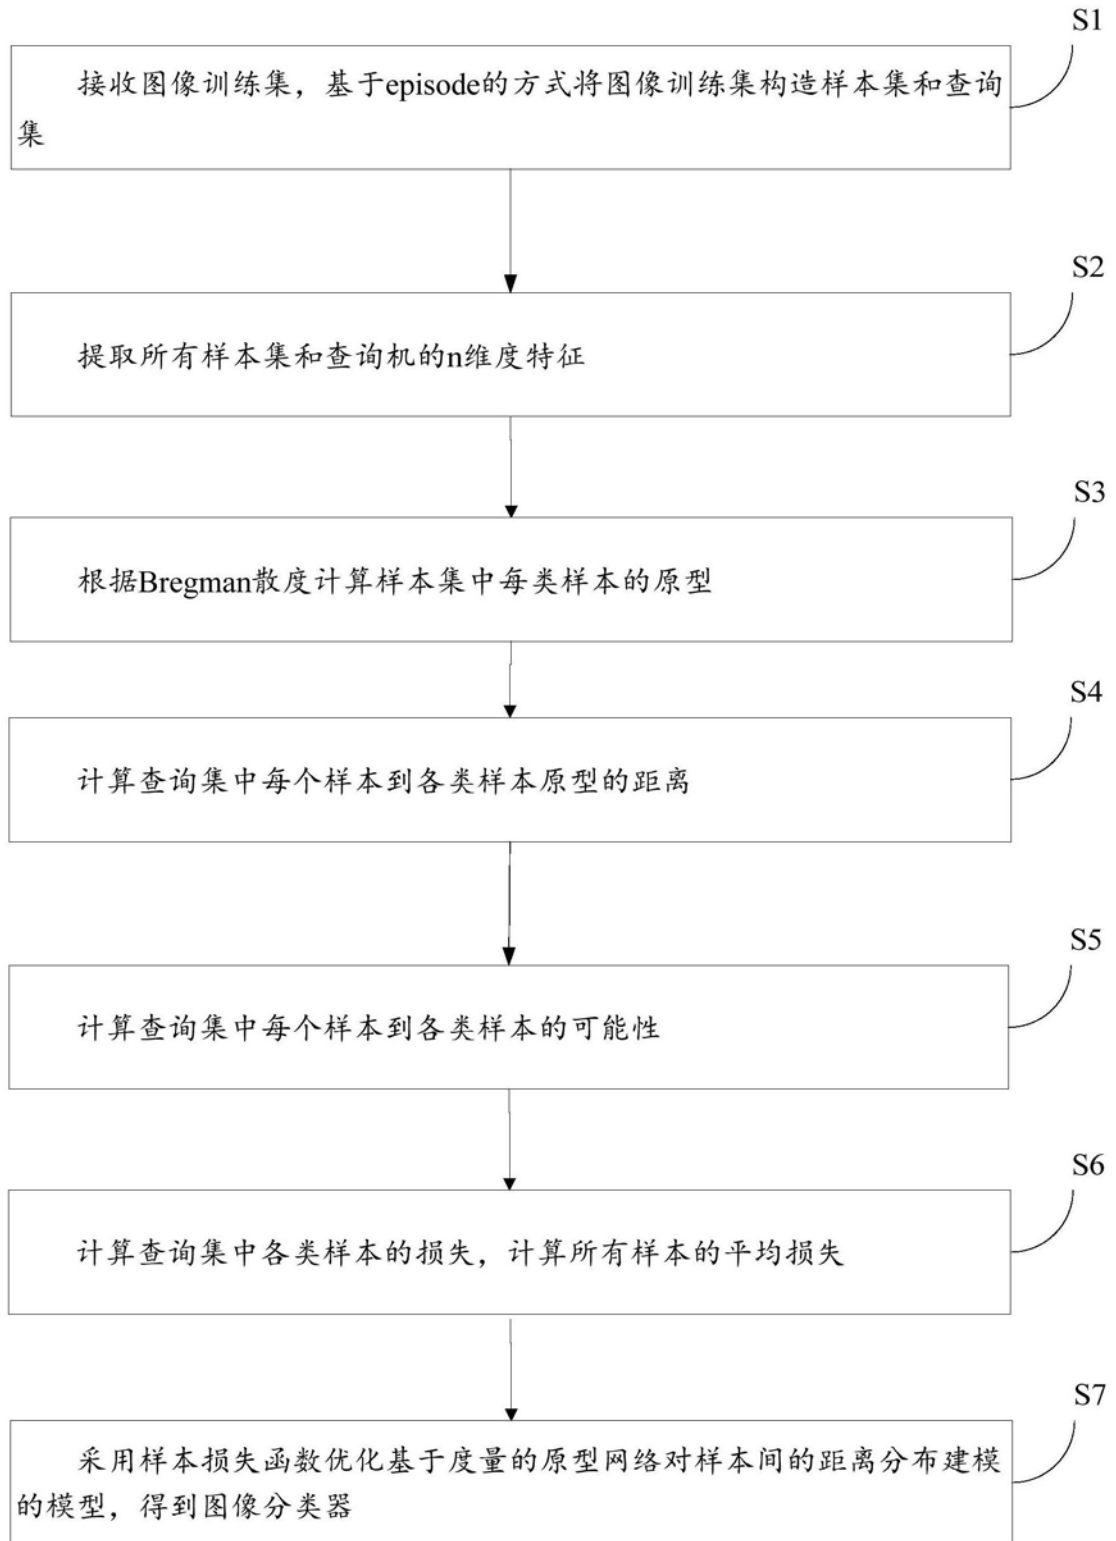 S1
接收图像训练集，基于episode的方式将图像训练集构造样本集和查询
集
S2
提取所有样本集和查询机的n维度特征
S3
根据Bregman散度计算样本集中每类样本的原型
S4
计算查询集中每个样本到各类样本原型的距离
S5
计算查询集中每个样本到各类样本的可能性
S6
计算查询集中各类样本的损失，计算所有样本的平均损失
S7
采用样本损失函数优化基于度量的原型网络对样本间的距离分布建模
的模型，得到图像分类器